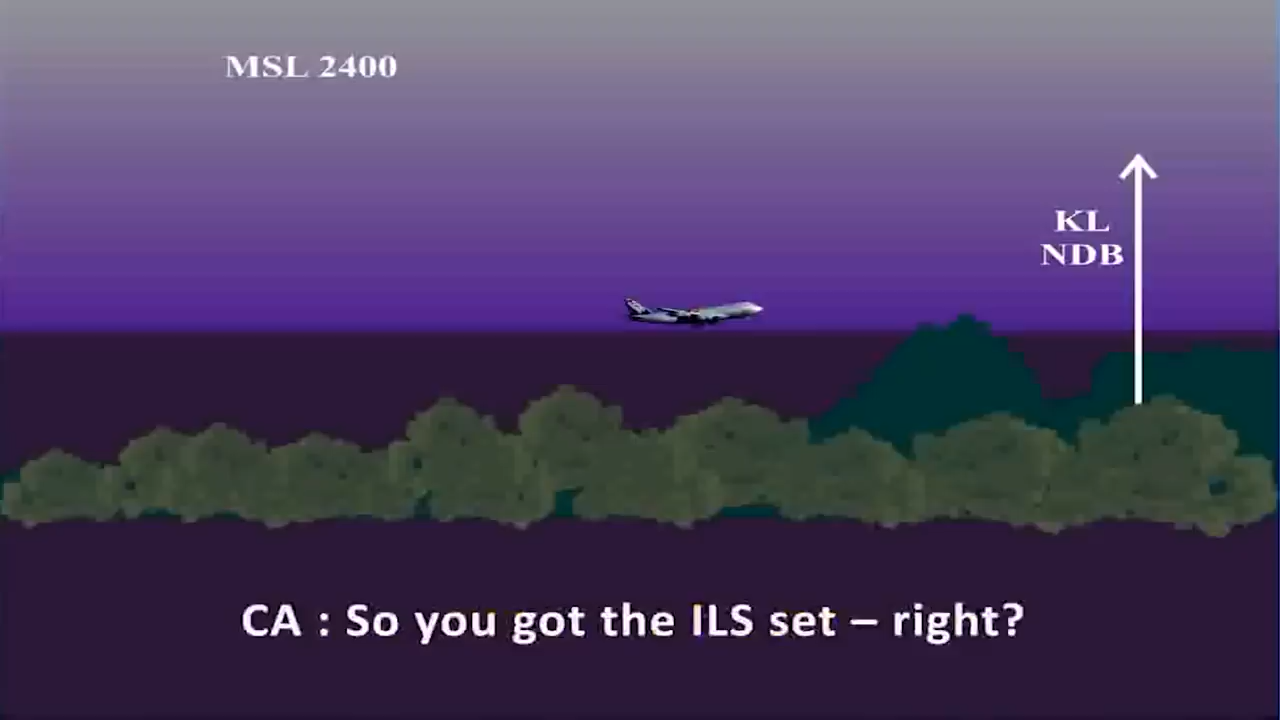 MSL 2400
KL
NDB
CA : So you got the ILS set – right?